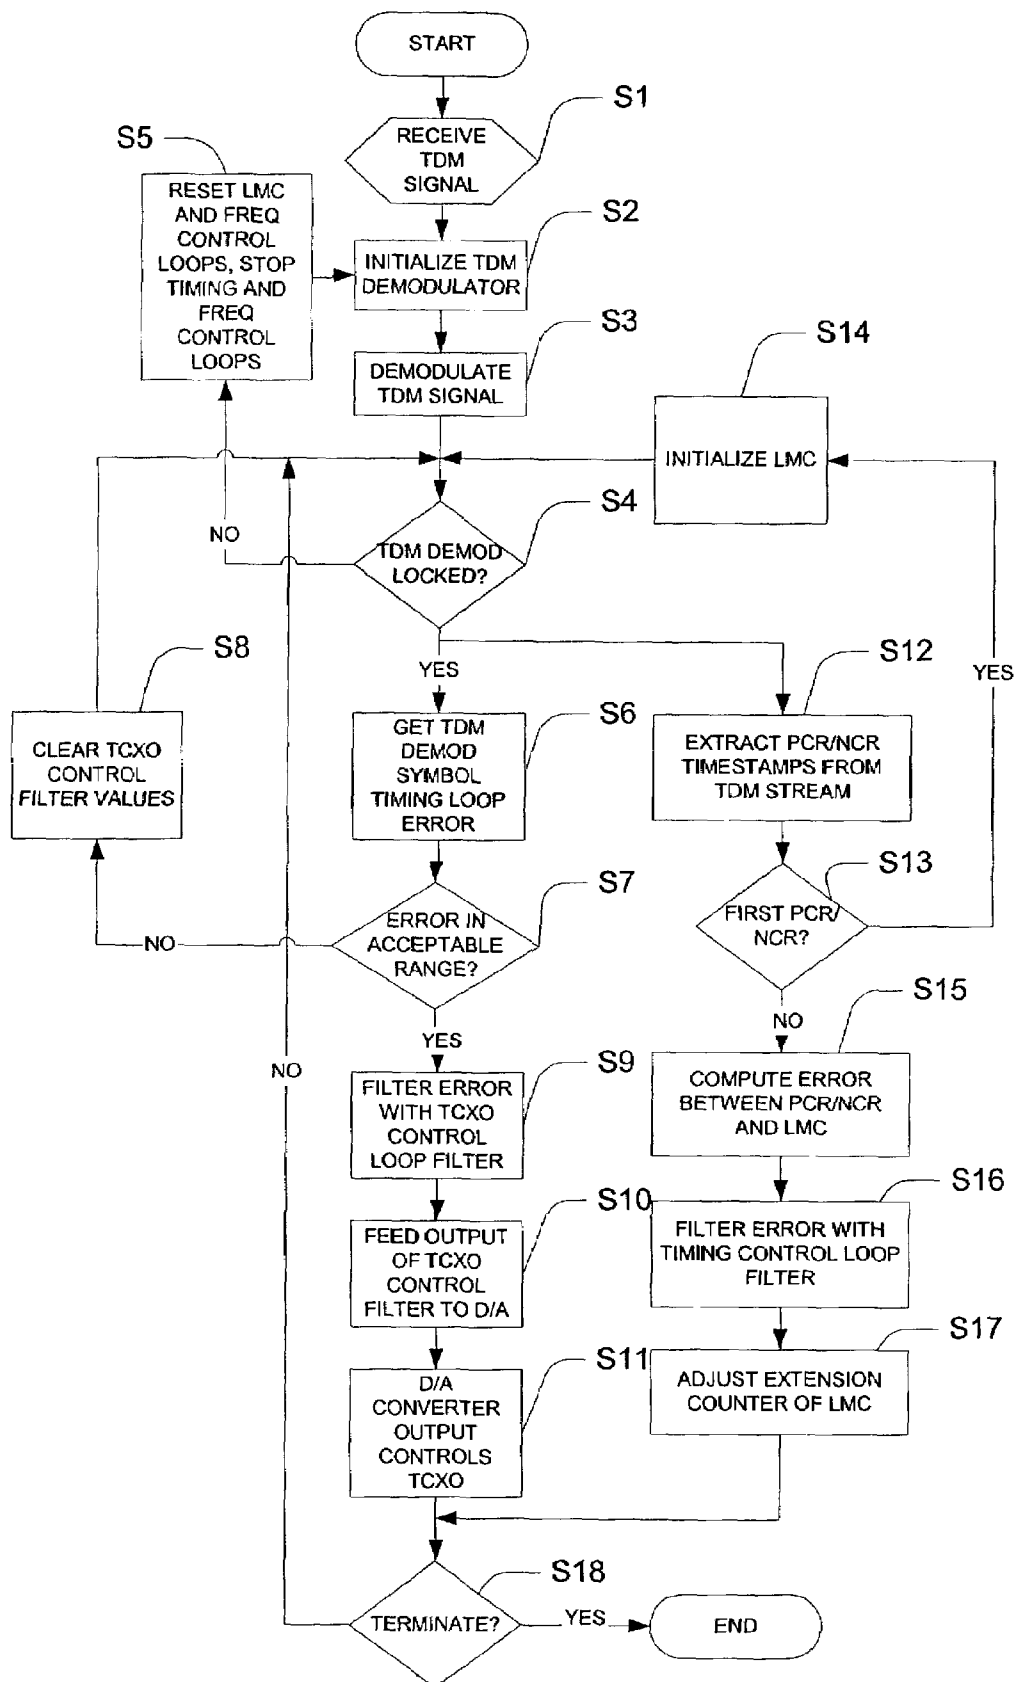 START
S1
RECEIVE
TDM
SIGNAL
S5
RESET LMC
AND FREQ
CONTROL
LOOPS, STOP
TIMING AND
FREQ
CONTROL
LOOPS
S2
INITIALIZE TDM
DEMODULATOR
S3
DEMODULATE
TDM SIGNAL
S14
INITIALIZE LMC
S4
NO
TDM DEMOD
LOCKED?
S8
CLEAR TCXO
CONTROL
FILTER VALUES
YES
S12
YES
S6
GET TDM
DEMOD
SYMBOL
TIMING LOOP
ERROR
EXTRACT PCR/NCR
TIMESTAMPS FROM
TDM STREAM
S7
S13
NO
ERROR IN
ACCEPTABLE
RANGE?
FIRST PCR/
NCR?
YES
NO
S15
NO
S9
FILTER ERROR
WITH TCXO
CONTROL
LOOP FILTER
COMPUTE ERROR
BETWEEN PCR/NCR
AND LMC
S10
FEED OUTPUT
OF TCXO
CONTROL
FILTER TO D/A
S16
FILTER ERROR WITH
TIMING CONTROL LOOP
FILTER
S11
D/A
CONVERTER
OUTPUT
CONTROLS
TCXO
S17
ADJUST EXTENSION
COUNTER OF LMC
S18
TERMINATE?
YES
END